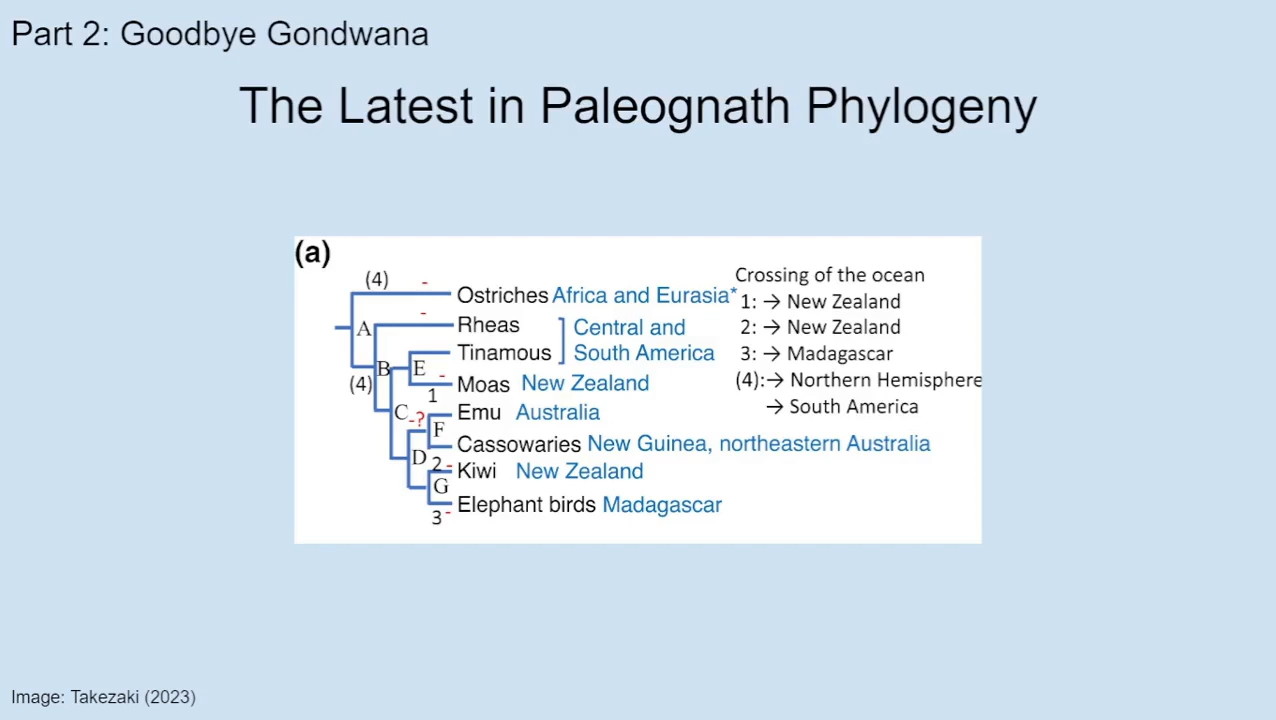 Part 2: Goodbye Gondwana
The Latest in Paleognath Phylogeny
(a)
(4) -
Ostriches Africa and Eurasia*
A - Rheas
Central and
South America
B E Tinamous
(4) - Moas New Zealand
1
C -? Emu Australia
F
Cassowaries New Guinea, northeastern Australia
D 2 - Kiwi New Zealand
G
Elephant birds Madagascar
3 -
Crossing of the ocean
1: → New Zealand
2: → New Zealand
3: → Madagascar
(4):→ Northern Hemisphere
→ South America
Image: Takezaki (2023)